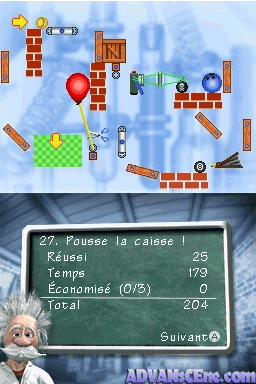 27. Pousse la caisse !
Réussi 25
Temps 179
Économisé (0/3) 0
Total 204
Suivant A
ADVANSCEne.com